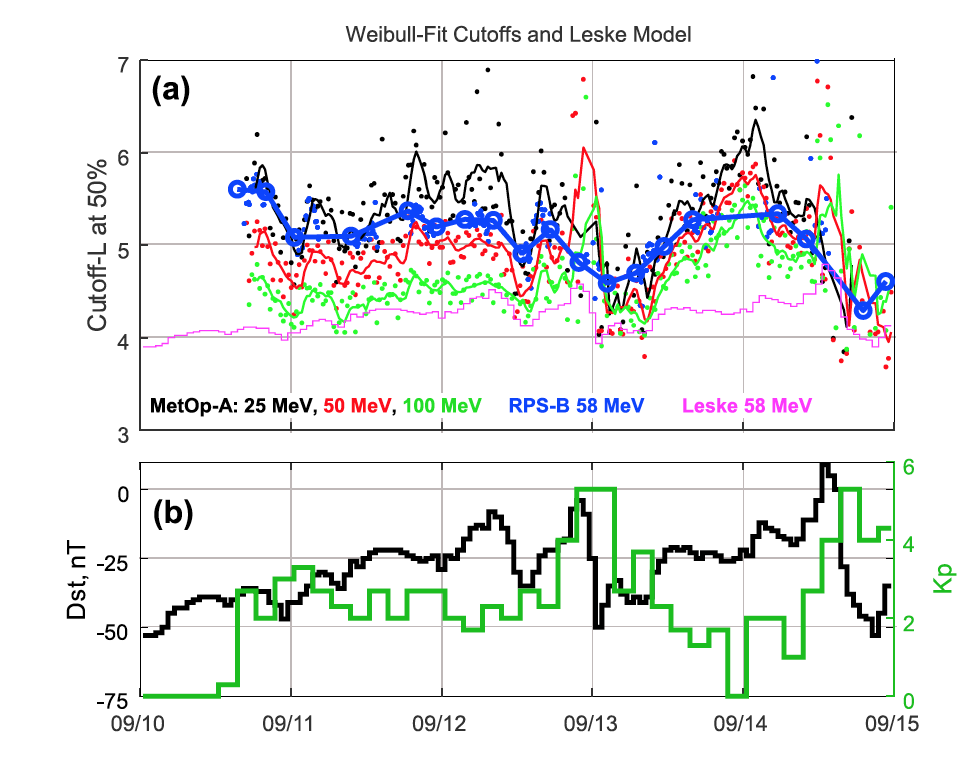 Weibull-Fit Cutoffs and Leske Model
(a)
7
6
5
4
3
Cutoff-L at 50%
MetOp-A: 25 MeV, 50 MeV, 100 MeV RPS-B 58 MeV Leske 58 MeV
(b)
0
-25
-50
-75
Dst, nT
6
4
2
0
Kp
09/10 09/11 09/12 09/13 09/14 09/15